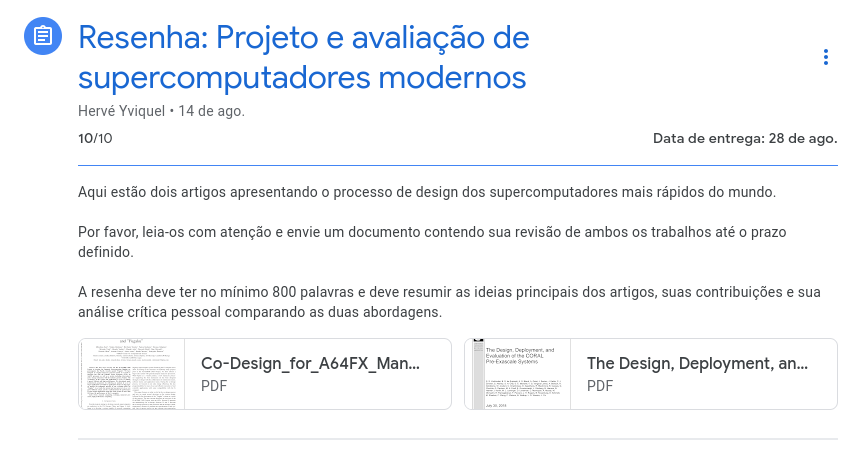 Resenha: Projeto e avaliação de
supercomputadores modernos
Hervé Yviquel • 14 de ago.
10/10
Data de entrega: 28 de ago.
Aqui estão dois artigos apresentando o processo de design dos supercomputadores mais rápidos do mundo.
Por favor, leia-os com atenção e envie um documento contendo sua revisão de ambos os trabalhos até o prazo
definido.
A resenha deve ter no mínimo 800 palavras e deve resumir as ideias principais dos artigos, suas contribuições e sua
análise crítica pessoal comparando as duas abordagens.
and "Fugaku"
Co-Design_for_A64FX_Man...
PDF
The Design, Deployment, and
Evaluation of the CORAL
Pre-Exascale Systems
The Design, Deployment, an...
PDF